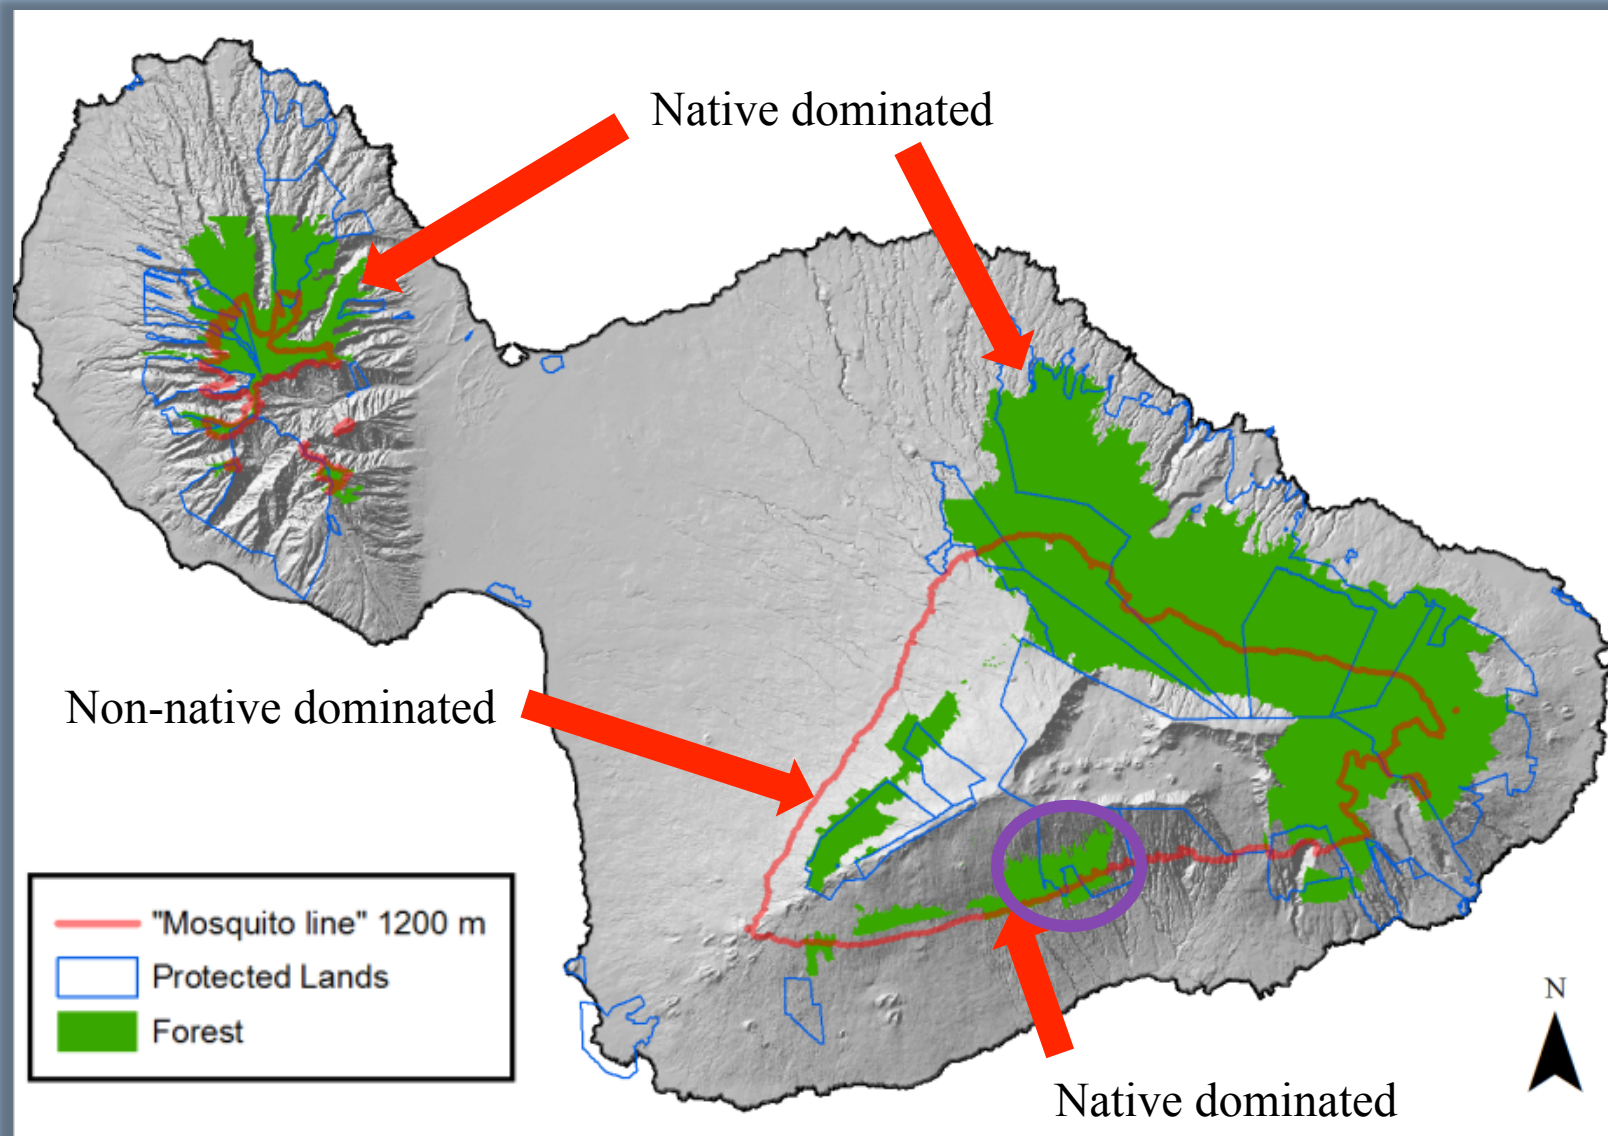 Native dominated
Non-native dominated
"Mosquito line" 1200 m
Protected Lands
Forest
N
Native dominated